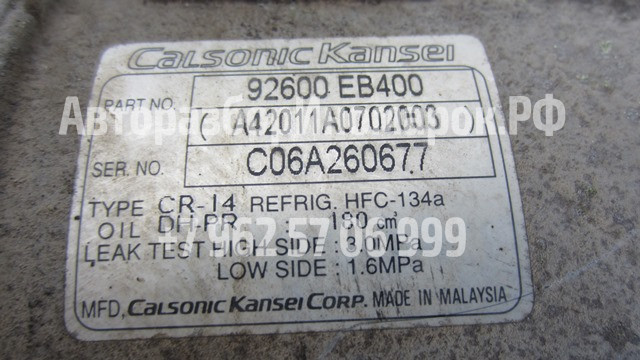 CALSONIC KANSEI
PART NO. 92600 EB400
( A42011A0702003 )
SER. NO. C06A260677
TYPE CR-14 REFRIG. HFC-134a
OIL DH-PR : 180 cm³
LEAK TEST HIGH SIDE : 3.0MPa
LOW SIDE : 1.6MPa
MFD. CALSONIC KANSEI CORP. MADE IN MALAYSIA